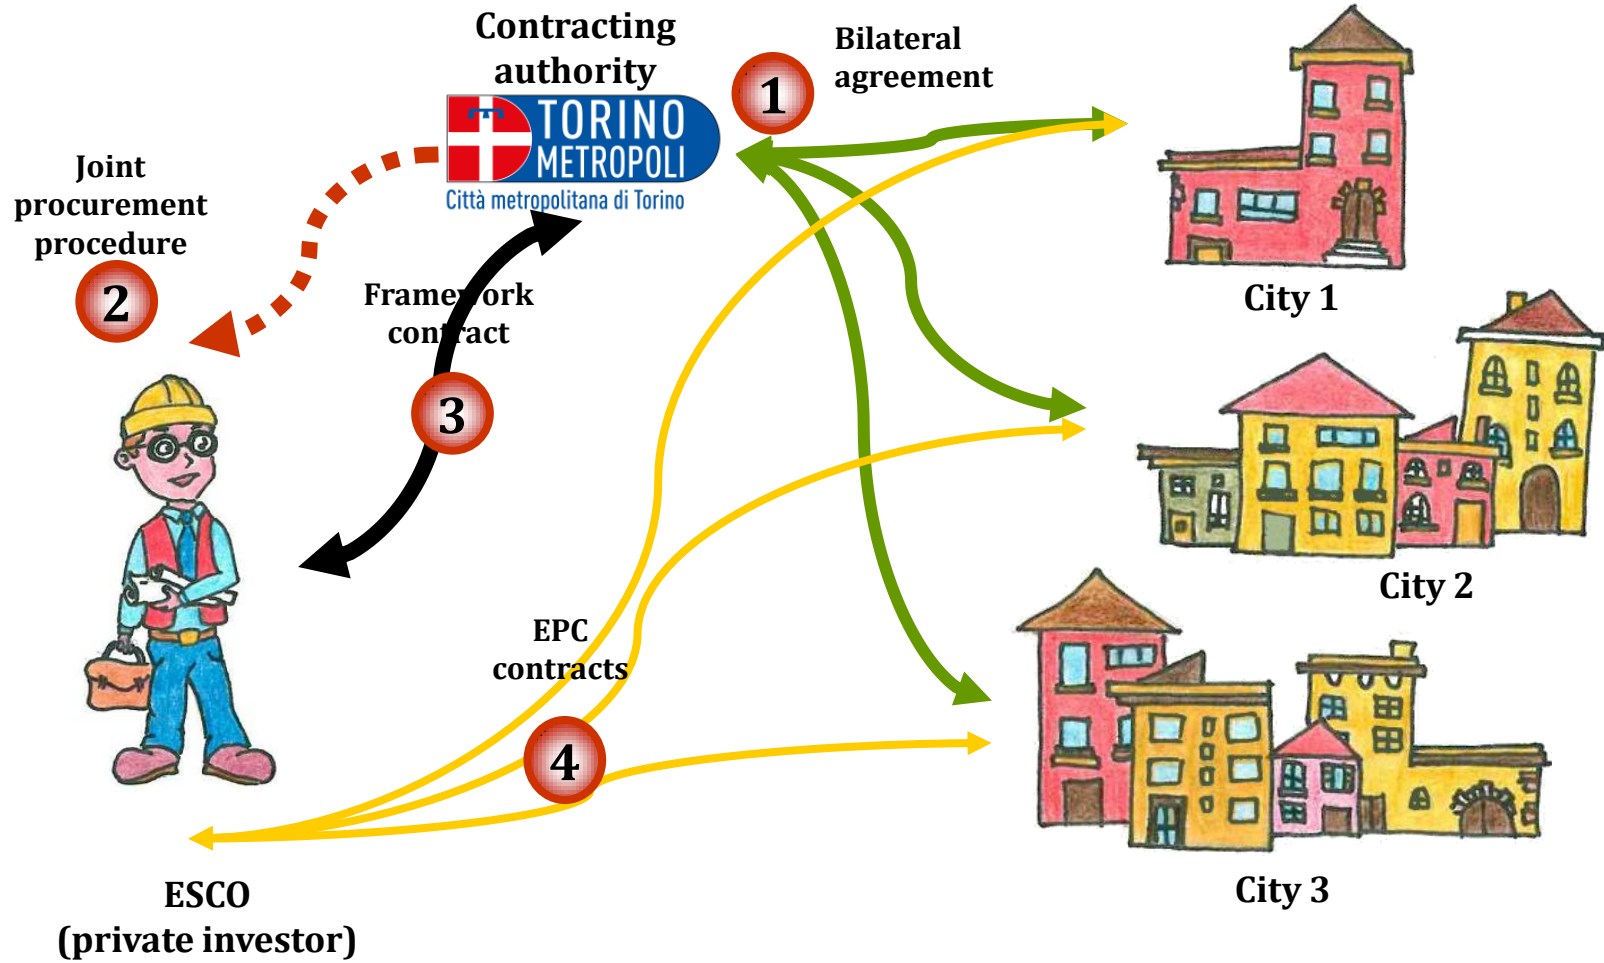 Contracting
authority
TORINO
METROPOLI
Città metropolitana di Torino
1
Bilateral
agreement
Joint
procurement
procedure
2
Framework
contract
3
City 1
City 2
EPC
contracts
4
City 3
ESCO
(private investor)